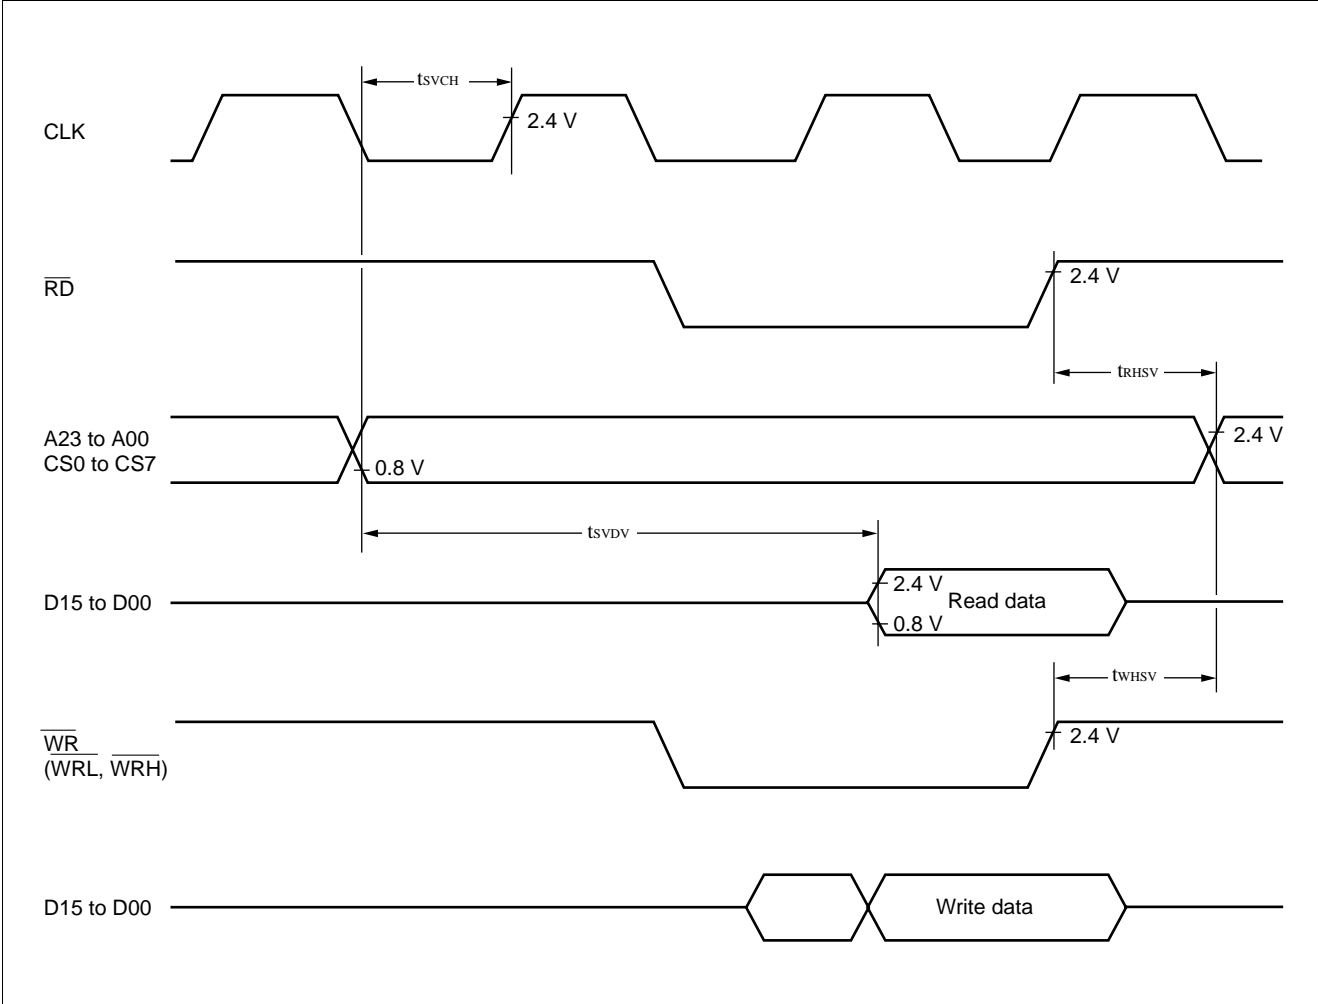 tSVCH
CLK
2.4 V
RD
2.4 V
tRHSV
A23 to A00
CS0 to CS7
2.4 V
0.8 V
tSVDV
D15 to D00
2.4 V
Read data
0.8 V
tWHSV
WR
(WRL, WRH)
2.4 V
D15 to D00
Write data